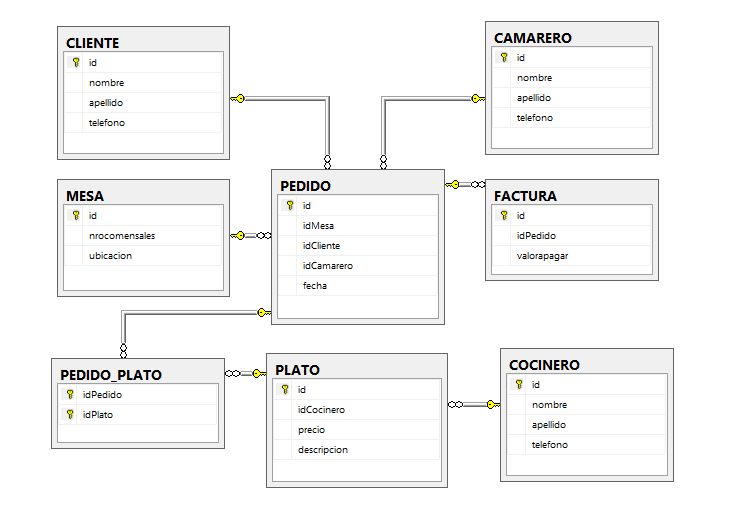 CLIENTE
id
nombre
apellido
telefono
CAMARERO
id
nombre
apellido
telefono
MESA
id
nrocomensales
ubicacion
PEDIDO
id
idMesa
idCliente
idCamarero
fecha
FACTURA
id
idPedido
valorapagar
PEDIDO_PLATO
idPedido
idPlato
PLATO
id
idCocinero
precio
descripcion
COCINERO
id
nombre
apellido
telefono